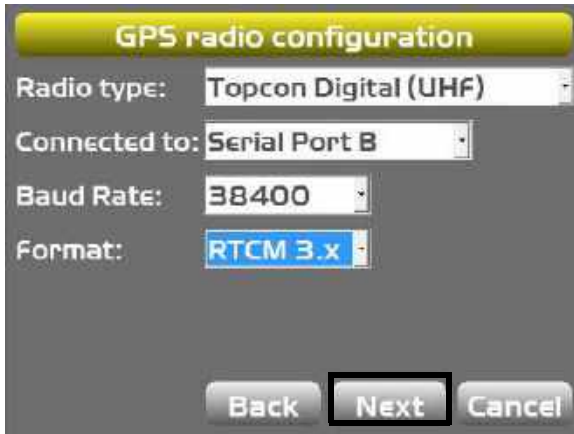 GPS radio configuration
Radio type: Topcon Digital (UHF)
Connected to: Serial Port B
Baud Rate: 38400
Format: RTCM 3.x
Back Next Cancel